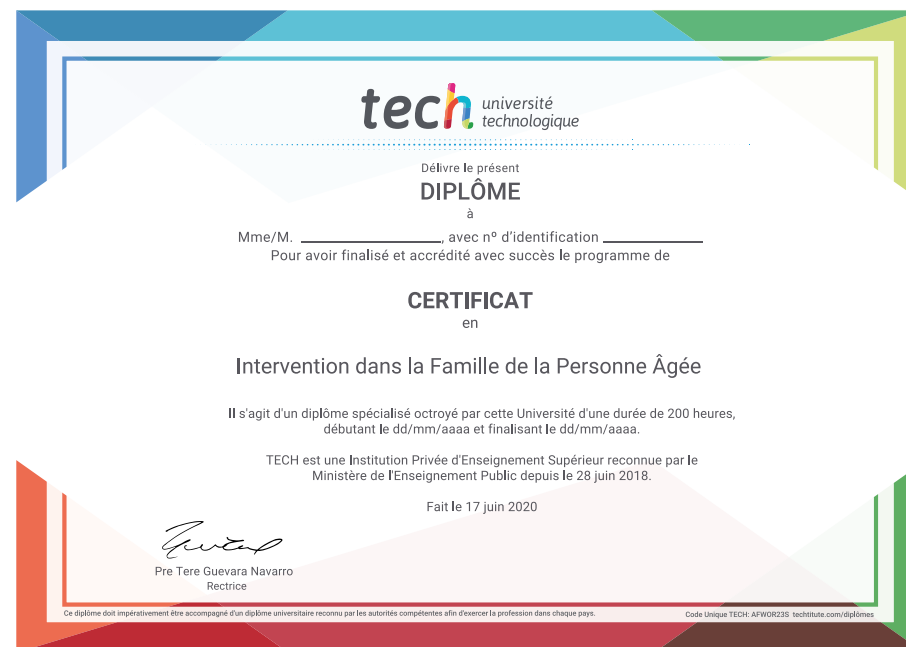 tech université
technologique
Délivre le présent
DIPLÔME
à
Mme/M. ____________________, avec nº d'identification ______________
Pour avoir finalisé et accrédité avec succès le programme de
CERTIFICAT
en
Intervention dans la Famille de la Personne Âgée
Il s'agit d'un diplôme spécialisé octroyé par cette Université d'une durée de 200 heures,
débutant le dd/mm/aaaa et finalisant le dd/mm/aaaa.
TECH est une Institution Privée d'Enseignement Supérieur reconnue par le
Ministère de l'Enseignement Public depuis le 28 juin 2018.
Fait le 17 juin 2020
Pre Tere Guevara Navarro
Rectrice
Ce diplôme doit impérativement être accompagné d'un diplôme universitaire reconnu par les autorités compétentes afin d'exercer la profession dans chaque pays.
Code Unique TECH: AFWOR23S techtitute.com/diplômes